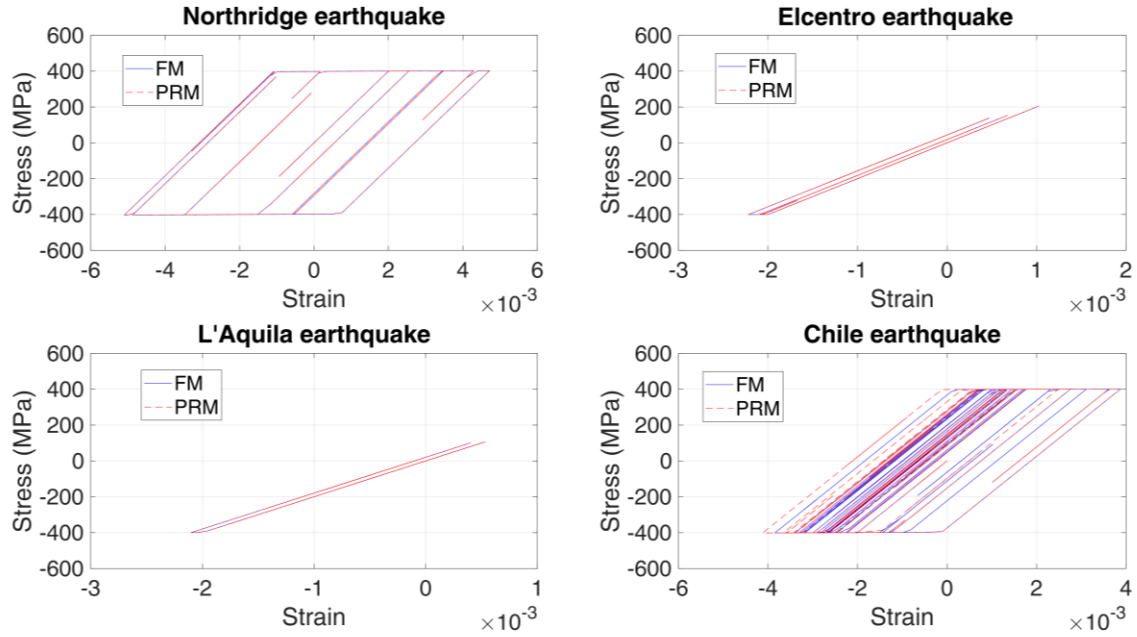 Northridge earthquake
600
400
200
0
-200
-400
-600
Stress (MPa)
FM
PRM
-6
-4
-2
0
2
4
6
Strain
×10-3
Elcentro earthquake
600
400
200
0
-200
-400
-600
Stress (MPa)
FM
PRM
-3
-2
-1
0
1
2
Strain
×10-3
L'Aquila earthquake
600
400
200
0
-200
-400
-600
Stress (MPa)
FM
PRM
-3
-2
-1
0
1
Strain
×10-3
Chile earthquake
600
400
200
0
-200
-400
-600
Stress (MPa)
FM
PRM
-6
-4
-2
0
2
4
Strain
×10-3